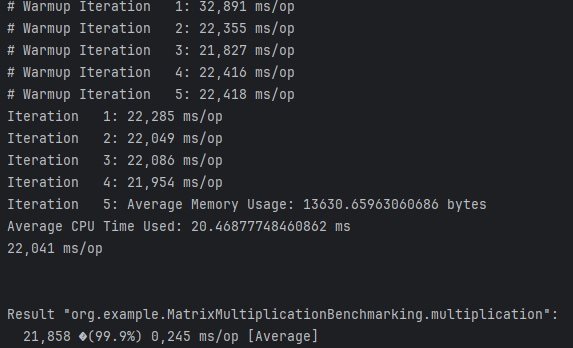 # Warmup Iteration   1: 32,891 ms/op
# Warmup Iteration   2: 22,355 ms/op
# Warmup Iteration   3: 21,827 ms/op
# Warmup Iteration   4: 22,416 ms/op
# Warmup Iteration   5: 22,418 ms/op
Iteration   1: 22,285 ms/op
Iteration   2: 22,049 ms/op
Iteration   3: 22,086 ms/op
Iteration   4: 21,954 ms/op
Iteration   5: Average Memory Usage: 13630.65963060686 bytes
Average CPU Time Used: 20.46877748460862 ms
22,041 ms/op
Result "org.example.MatrixMultiplicationBenchmarking.multiplication":
  21,858 �(99.9%) 0,245 ms/op [Average]